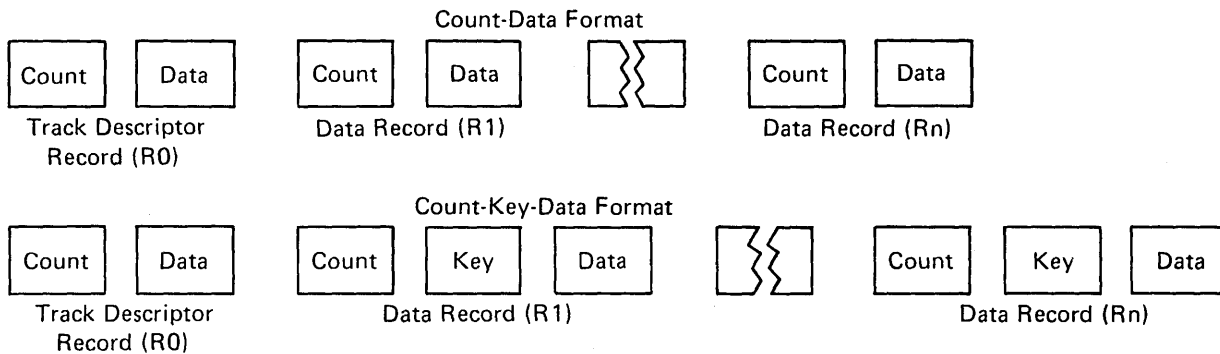 Count-Data Format
Count Data Count Data Count Data
Track Descriptor
Record (R0)
Data Record (R1)
Data Record (Rn)
Count-Key-Data Format
Count Data Count Key Data Count Key Data
Track Descriptor
Record (R0)
Data Record (R1)
Data Record (Rn)